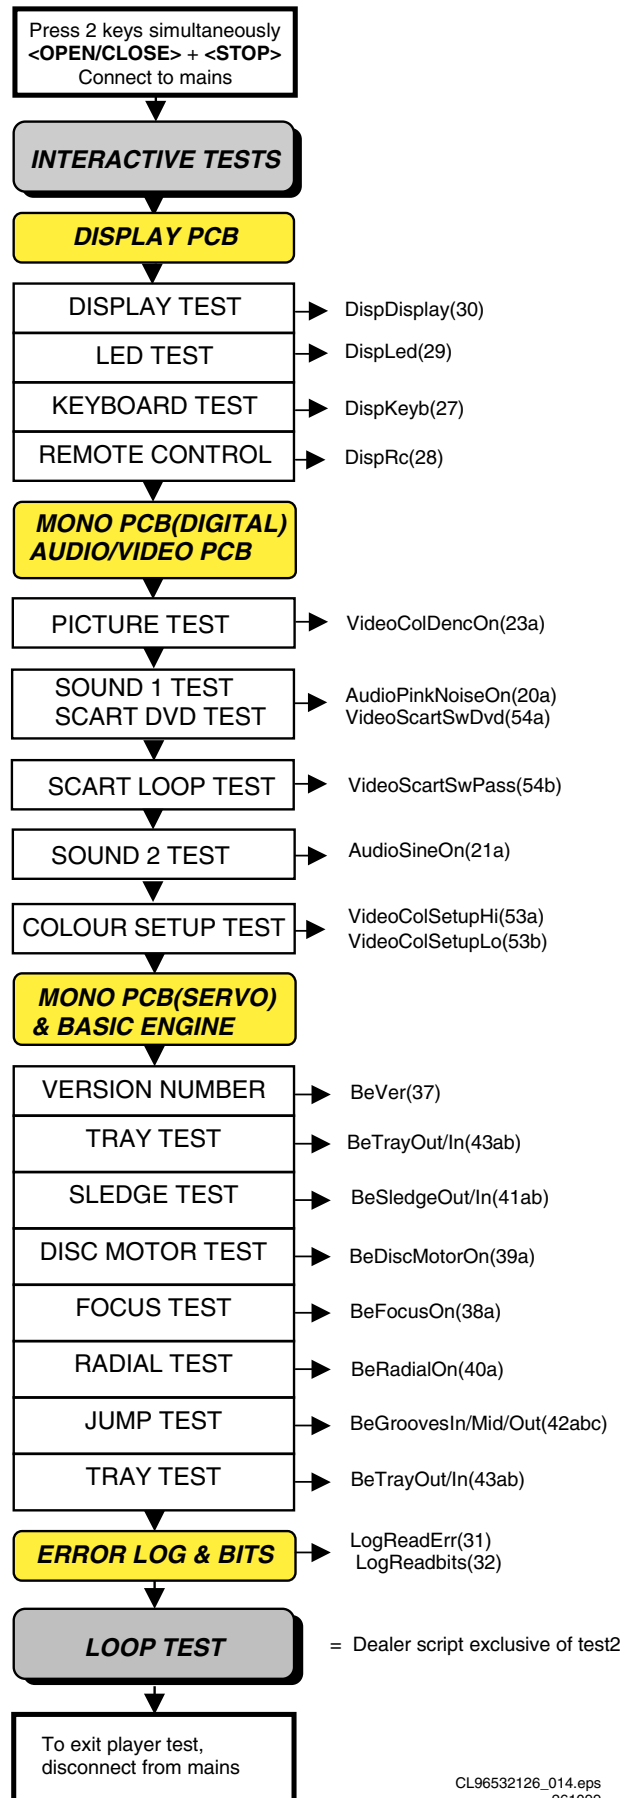 Press 2 keys simultaneously
<OPEN/CLOSE> + <STOP>
Connect to mains
INTERACTIVE TESTS
DISPLAY PCB
DISPLAY TEST
DispDisplay(30)
LED TEST
DispLed(29)
KEYBOARD TEST
DispKeyb(27)
REMOTE CONTROL
DispRc(28)
MONO PCB(DIGITAL)
AUDIO/VIDEO PCB
PICTURE TEST
VideoColDencOn(23a)
SOUND 1 TEST
SCART DVD TEST
AudioPinkNoiseOn(20a)
VideoScartSwDvd(54a)
SCART LOOP TEST
VideoScartSwPass(54b)
SOUND 2 TEST
AudioSineOn(21a)
COLOUR SETUP TEST
VideoColSetupHi(53a)
VideoColSetupLo(53b)
MONO PCB(SERVO)
& BASIC ENGINE
VERSION NUMBER
BeVer(37)
TRAY TEST
BeTrayOut/In(43ab)
SLEDGE TEST
BeSledgeOut/In(41ab)
DISC MOTOR TEST
BeDiscMotorOn(39a)
FOCUS TEST
BeFocusOn(38a)
RADIAL TEST
BeRadialOn(40a)
JUMP TEST
BeGroovesIn/Mid/Out(42abc)
TRAY TEST
BeTrayOut/In(43ab)
ERROR LOG & BITS
LogReadErr(31)
LogReadbits(32)
LOOP TEST
= Dealer script exclusive of test2
To exit player test,
disconnect from mains
CL96532126_014.eps